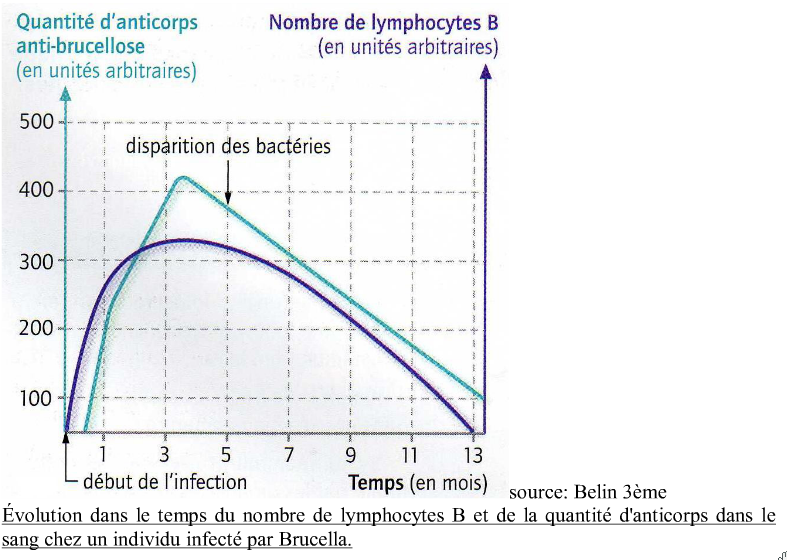 Quantité d'anticorps
anti-brucellose
(en unités arbitraires)
Nombre de lymphocytes B
(en unités arbitraires)
500
disparition des bactéries
400
300
200
100
1 3 5 7 9 11 13
début de l'infection
Temps (en mois)
source: Belin 3ème
Évolution dans le temps du nombre de lymphocytes B et de la quantité d'anticorps dans le
sang chez un individu infecté par Brucella.